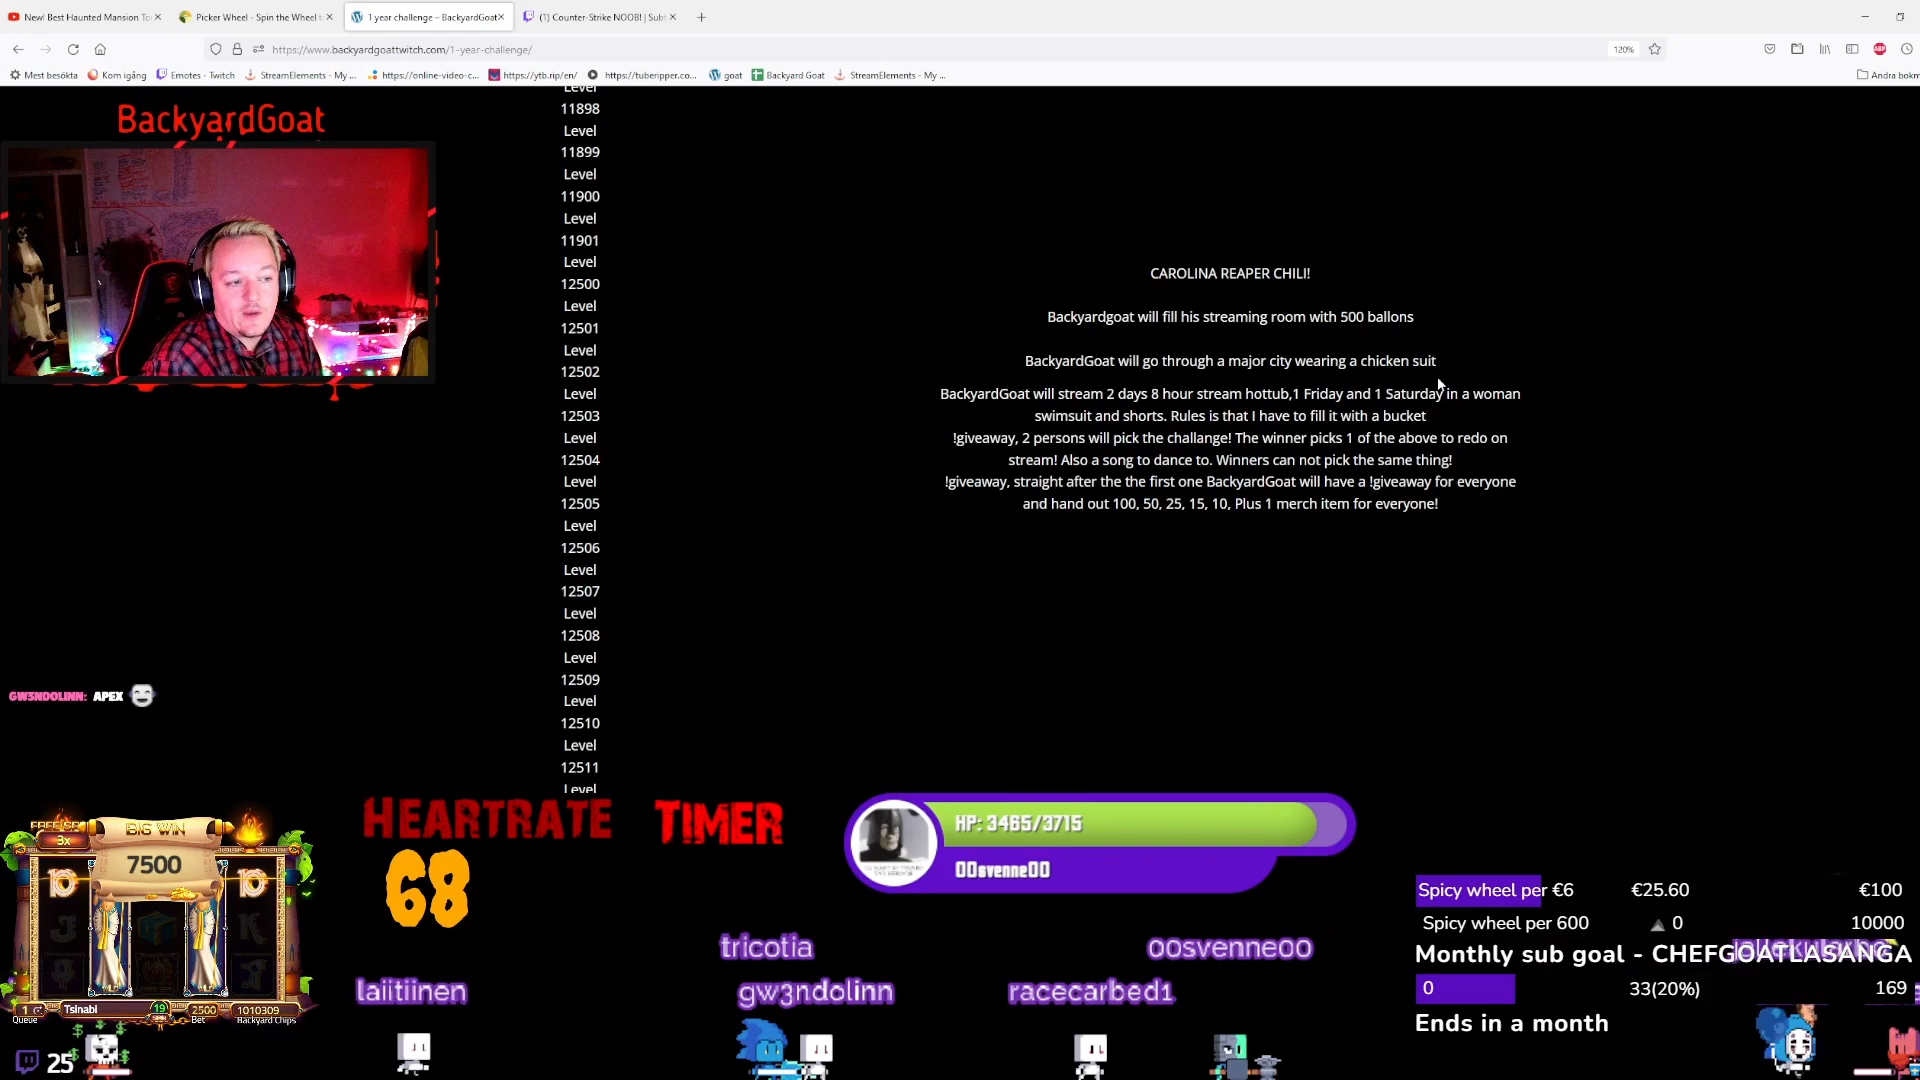 New! Best Haunted Mansion To
Picker Wheel - Spin the Wheel t
1 year challenge – BackyardGoat
(1) Counter-Strike NOOB! | Sub
https://www.backyardgoattwitch.com/1-year-challenge/
120%
Mest besökta
Kom igång
Emotes - Twitch
StreamElements - My ...
https://online-video-c...
https://ytb.rip/en/
https://tuberipper.co...
goat
Backyard Goat
StreamElements - My ...
Andra bokm
BackyardGoat
Level
11898
Level
11899
Level
11900
Level
11901
Level
12500
Level
12501
Level
12502
Level
12503
Level
12504
Level
12505
Level
12506
Level
12507
Level
12508
Level
12509
Level
12510
Level
12511
Level
CAROLINA REAPER CHILI!
Backyardgoat will fill his streaming room with 500 ballons
BackyardGoat will go through a major city wearing a chicken suit
BackyardGoat will stream 2 days 8 hour stream hottub,1 Friday and 1 Saturday in a woman
swimsuit and shorts. Rules is that I have to fill it with a bucket
!giveaway, 2 persons will pick the challange! The winner picks 1 of the above to redo on
stream! Also a song to dance to. Winners can not pick the same thing!
!giveaway, straight after the the first one BackyardGoat will have a !giveaway for everyone
and hand out 100, 50, 25, 15, 10, Plus 1 merch item for everyone!
GW3NDOLINN: APEX
HEARTRATE
68
TIMER
HP: 3465/3715
00svenne00
BIG WIN
3x
7500
10
10
J
K
1
Queue
Tsinabl
19
2500
Bet
1010309
Backyard Chips
25
tricotia
oosvenneoo
laiitiinen
gw3ndolinn
racecarbed1
Spicy wheel per €6 €25.60 €100
Spicy wheel per 600 0 10000
Monthly sub goal - CHEFGOATLASANGA
0 33(20%) 169
Ends in a month